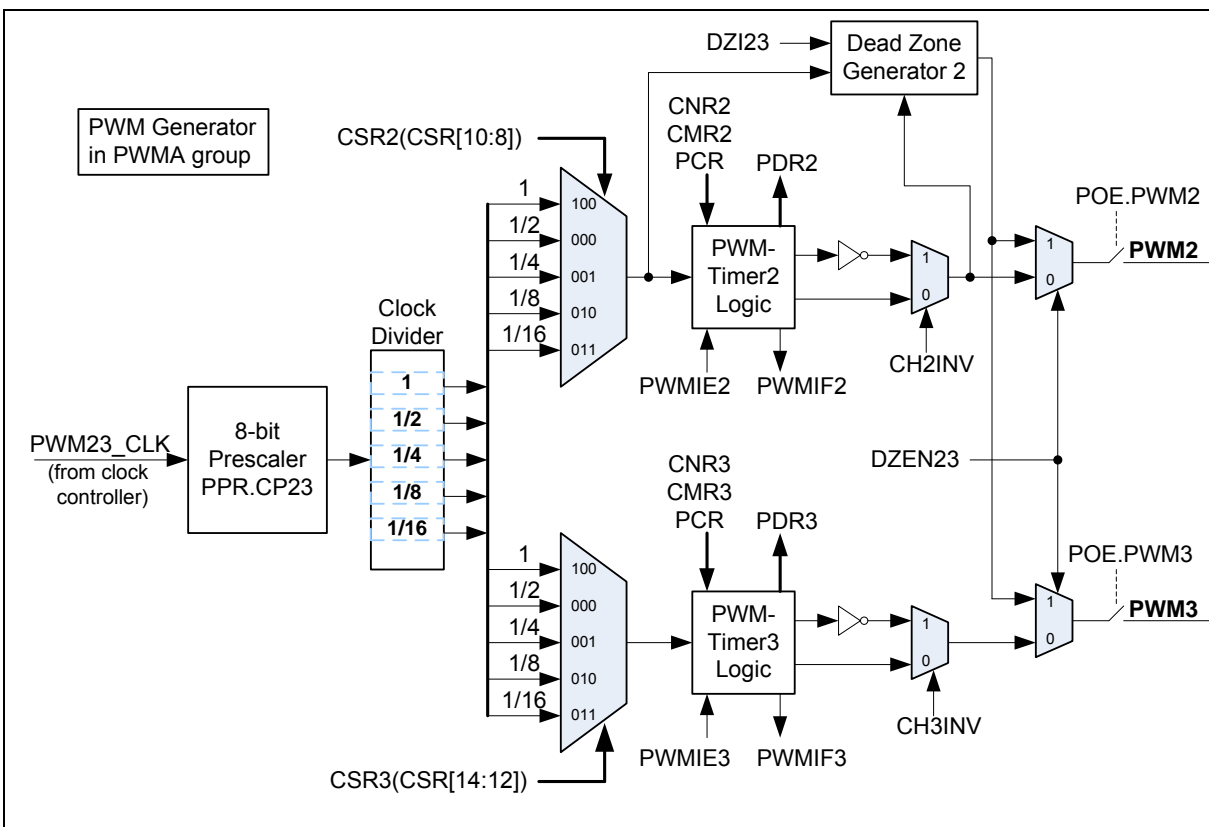 DZI23
Dead Zone
Generator 2
PWM Generator
in PWMA group
CSR2(CSR[10:8])
CNR2
CMR2
PCR
PDR2
1
1/2
1/4
1/8
1/16
100
000
001
010
011
PWM-
Timer2
Logic
1
0
1
0
POE.PWM2
PWM2
PWMIE2
PWMIF2
CH2INV
Clock
Divider
1
1/2
1/4
1/8
1/16
PWM23_CLK
(from clock
controller)
8-bit
Prescaler
PPR.CP23
DZEN23
CNR3
CMR3
PCR
PDR3
1
1/2
1/4
1/8
1/16
100
000
001
010
011
PWM-
Timer3
Logic
1
0
1
0
POE.PWM3
PWM3
PWMIE3
PWMIF3
CH3INV
CSR3(CSR[14:12])